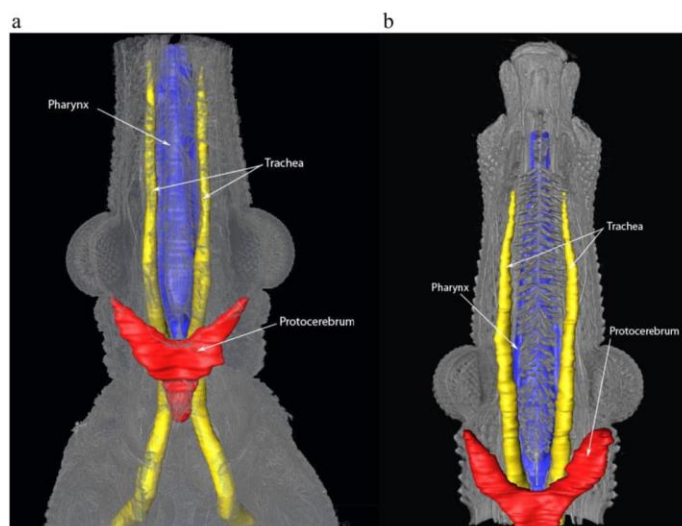 a
b
Pharynx
Trachea
Protocerebrum
Trachea
Pharynx
Protocerebrum